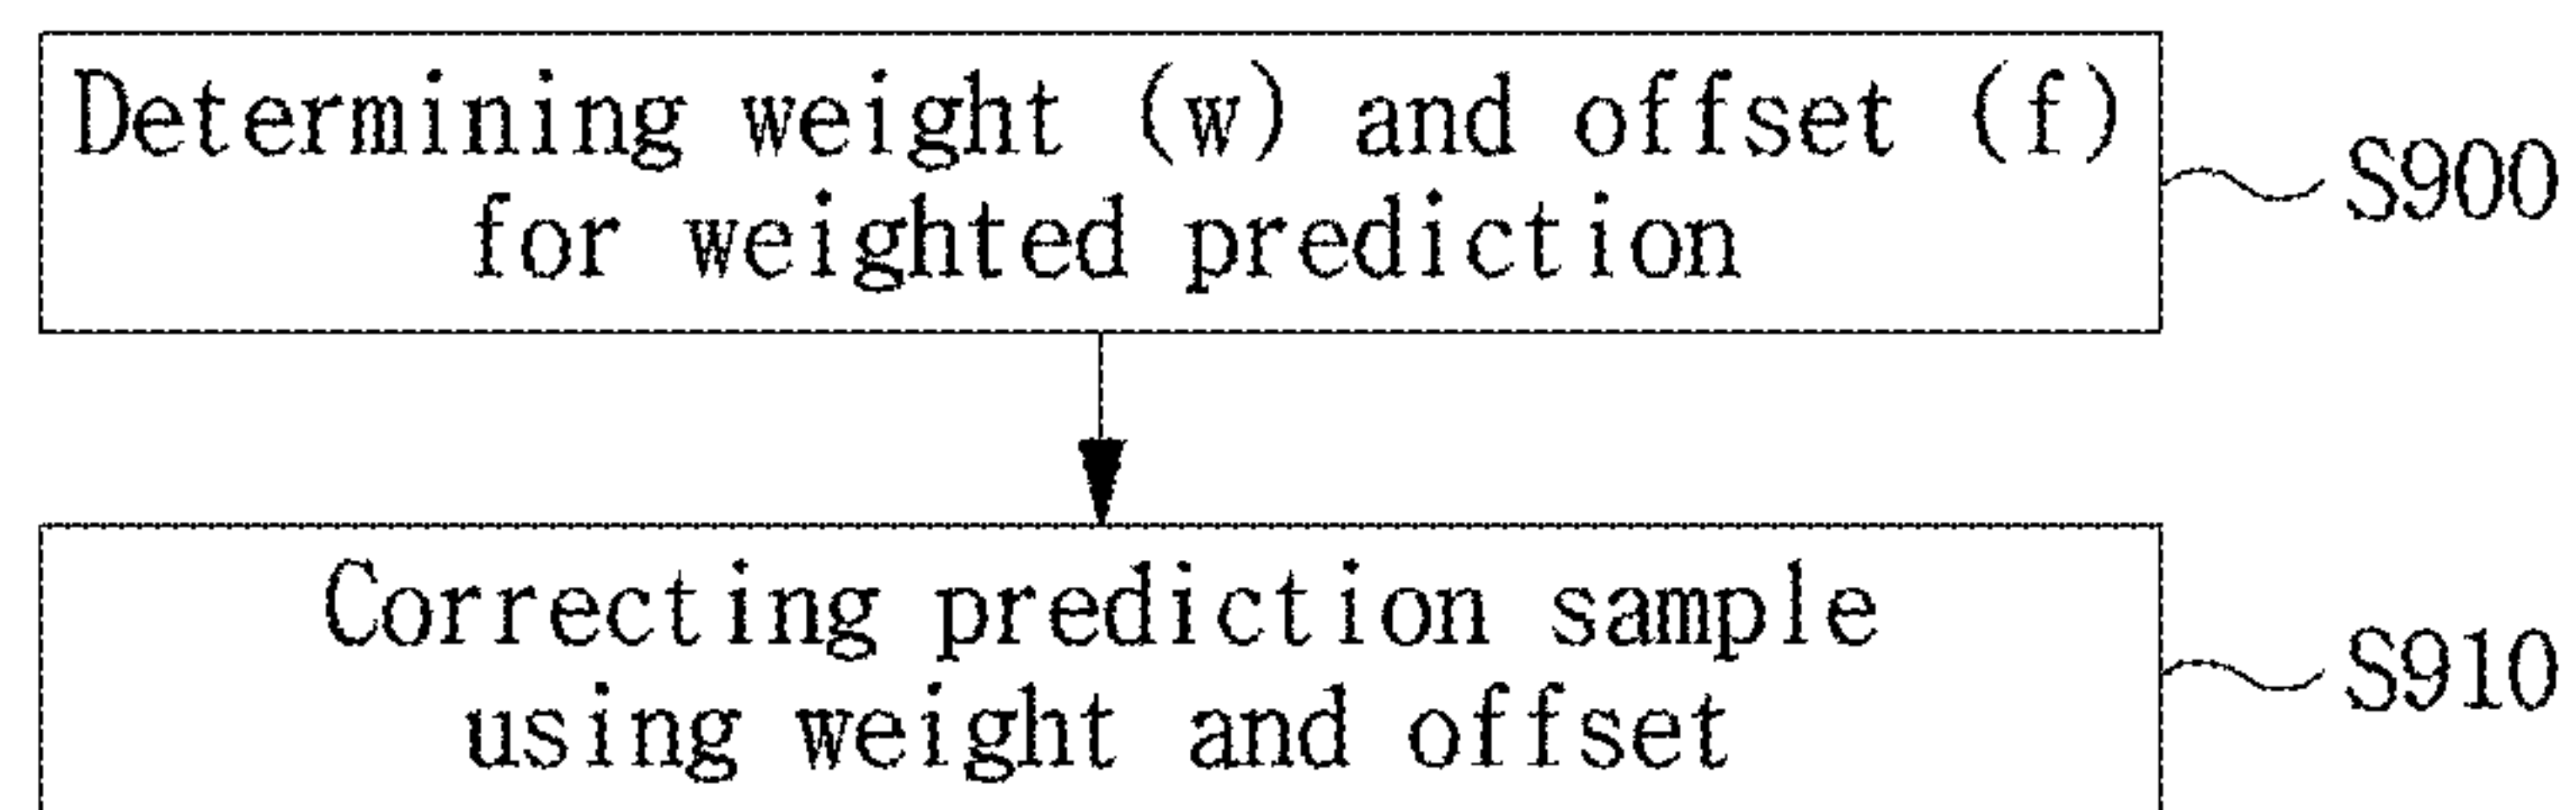 Determining weight (w) and offset (f)
for weighted prediction
S900
Correcting prediction sample
using weight and offset
S910